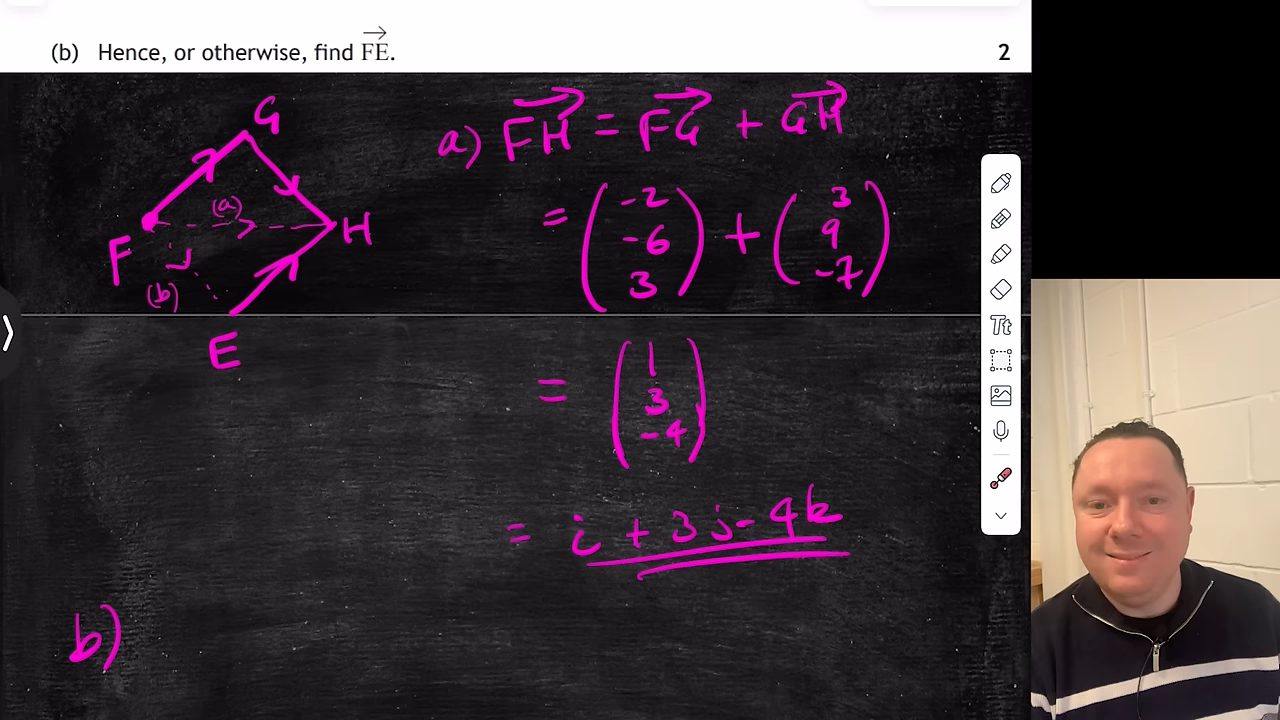 (b) Hence, or otherwise, find FE. 2
G
(a)
F
H
(b)
E
a) FH = FG + GH
= ( -2 -6 3 ) + ( 3 9 -7 )
= ( 1 3 -4 )
= i + 3j - 4k
b)
Tt